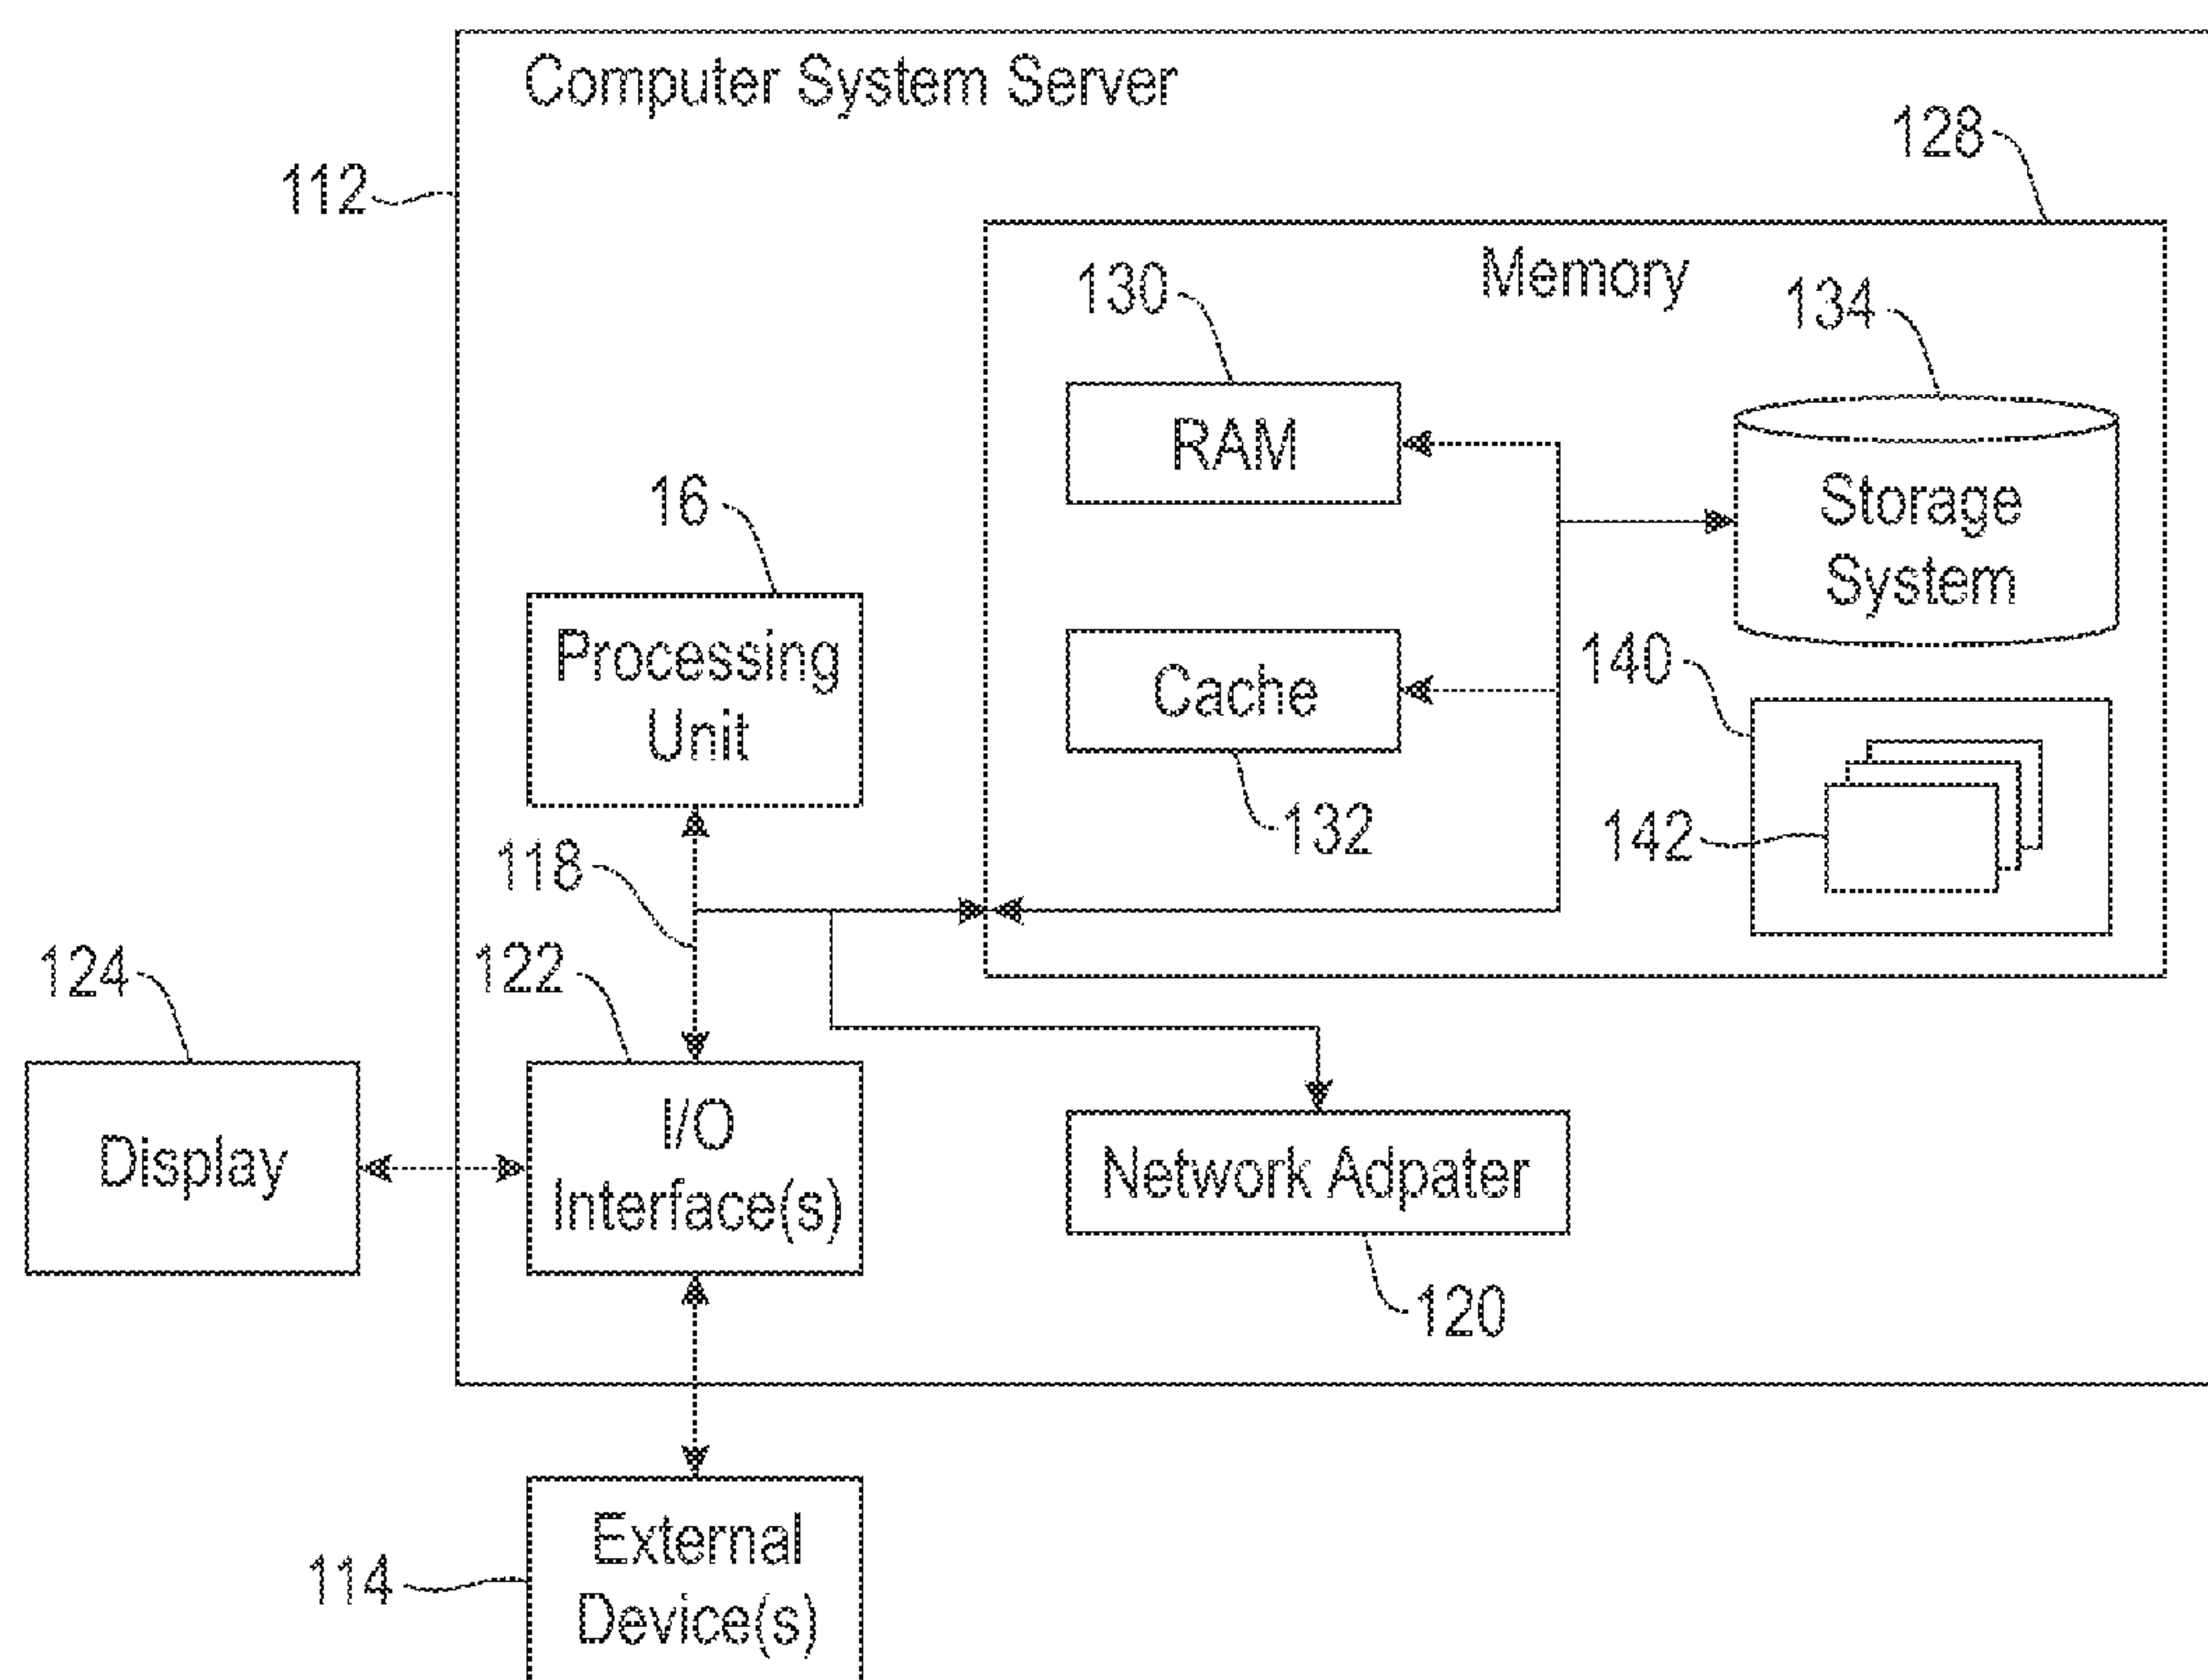 Computer System Server
128
112
Memory
130
134
RAM
Storage
System
16
Processing
Unit
Cache
140
132
142
118
122
124
Display
I/O
Interface(s)
Network Adpater
120
External
Device(s)
114